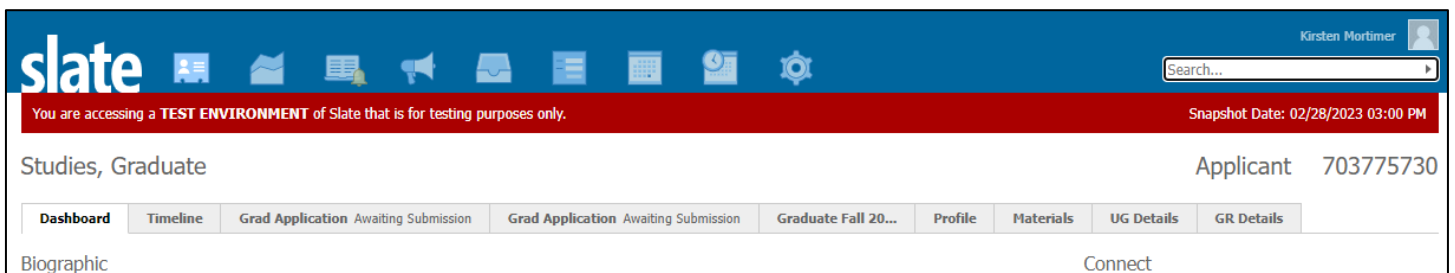 Kirsten Mortimer
slate
Search...
You are accessing a TEST ENVIRONMENT of Slate that is for testing purposes only. Snapshot Date: 02/28/2023 03:00 PM
Studies, Graduate Applicant 703775730
Dashboard Timeline Grad Application Awaiting Submission Grad Application Awaiting Submission Graduate Fall 20... Profile Materials UG Details GR Details
Biographic Connect